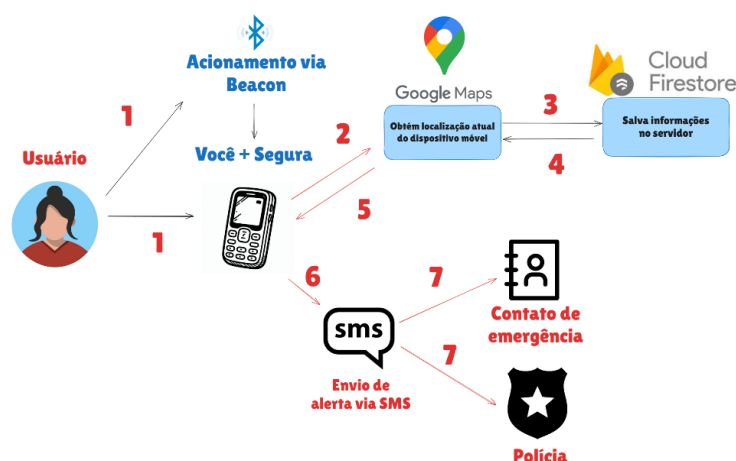 Acionamento via
Beacon
Google Maps
Cloud
Firestore
1
3
Obtém localização atual
do dispositivo móvel
Salva informações
no servidor
Usuário
Você + Segura
2
4
5
1
6
7
sms
Contato de
emergência
7
Envio de
alerta via SMS
Polícia